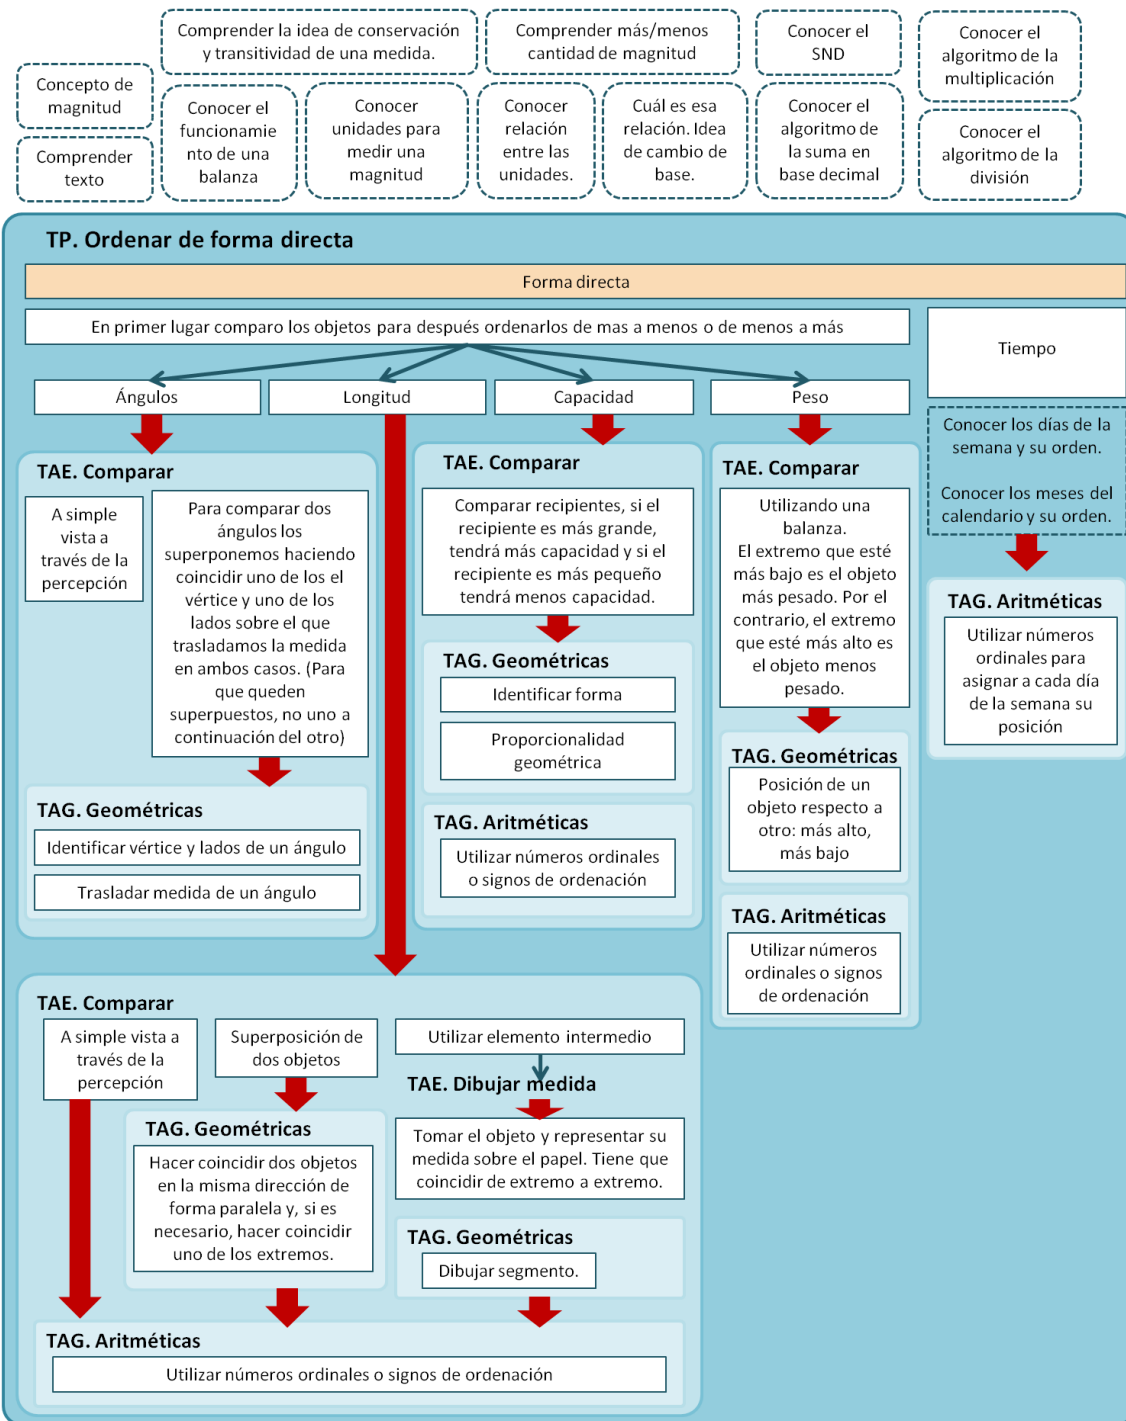 Comprender la idea de conservación
y transitividad de una medida.
Comprender más/menos
cantidad de magnitud
Conocer el
SND
Conocer el
algoritmo de la
multiplicación
Concepto de
magnitud
Comprender
texto
Conocer el
funcionamie
nto de una
balanza
Conocer
unidades para
medir una
magnitud
Conocer
relación
entre las
unidades.
Cuál es esa
relación. Idea
de cambio de
base.
Conocer el
algoritmo de
la suma en
base decimal
Conocer el
algoritmo de la
división
TP. Ordenar de forma directa
Forma directa
En primer lugar comparo los objetos para después ordenarlos de mas a menos o de menos a más
Tiempo
Ángulos
Longitud
Capacidad
Peso
Conocer los días de la
semana y su orden.
Conocer los meses del
calendario y su orden.
TAE. Comparar
A simple
vista a
través de la
percepción
Para comparar dos
ángulos los
superponemos haciendo
coincidir uno de los el
vértice y uno de los
lados sobre el que
trasladamos la medida
en ambos casos. (Para
que queden
superpuestos, no uno a
continuación del otro)
TAG. Geométricas
Identificar vértice y lados de un ángulo
Trasladar medida de un ángulo
TAE. Comparar
Comparar recipientes, si el
recipiente es más grande,
tendrá más capacidad y si el
recipiente es más pequeño
tendrá menos capacidad.
TAG. Geométricas
Identificar forma
Proporcionalidad
geométrica
TAG. Aritméticas
Utilizar números ordinales
o signos de ordenación
TAE. Comparar
Utilizando una
balanza.
El extremo que esté
más bajo es el objeto
más pesado. Por el
contrario, el extremo
que esté más alto es
el objeto menos
pesado.
TAG. Geométricas
Posición de un
objeto respecto a
otro: más alto,
más bajo
TAG. Aritméticas
Utilizar números
ordinales o signos
de ordenación
TAG. Aritméticas
Utilizar números
ordinales para
asignar a cada día
de la semana su
posición
TAE. Comparar
A simple vista a
través de la
percepción
Superposición de
dos objetos
Utilizar elemento intermedio
TAE. Dibujar medida
TAG. Geométricas
Hacer coincidir dos objetos
en la misma dirección de
forma paralela y, si es
necesario, hacer coincidir
uno de los extremos.
Tomar el objeto y representar su
medida sobre el papel. Tiene que
coincidir de extremo a extremo.
TAG. Geométricas
Dibujar segmento.
TAG. Aritméticas
Utilizar números ordinales o signos de ordenación